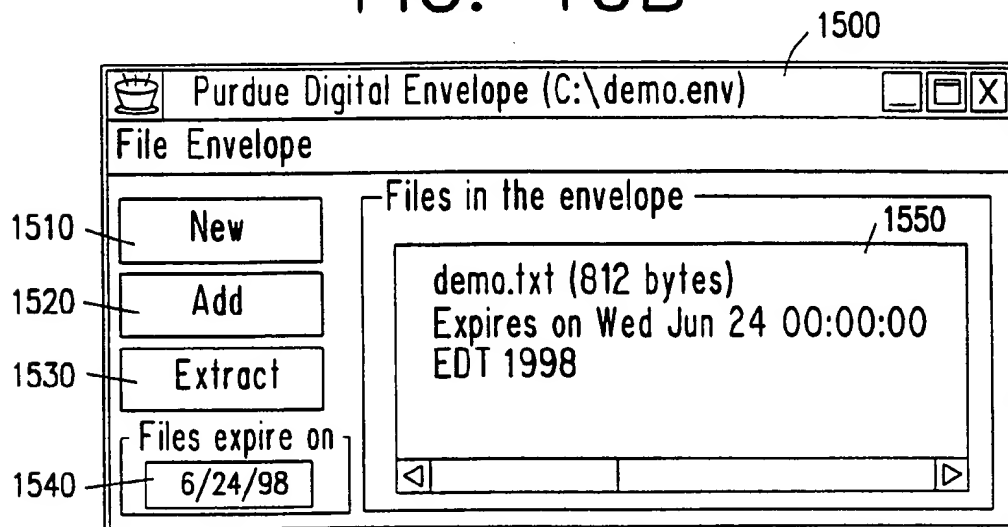 1500
Purdue Digital Envelope (C:\demo.env)
File Envelope
1510
New
1520
Add
1530
Extract
Files expire on
1540
6/24/98
Files in the envelope
1550
demo.txt (812 bytes)
Expires on Wed Jun 24 00:00:00
EDT 1998